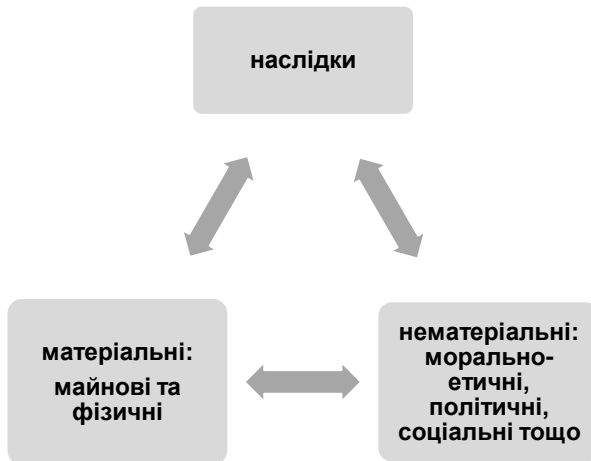 наслідки
матеріальні:
майнові та
фізичні
нематеріальні:
морально-
етичні,
політичні,
соціальні тощо